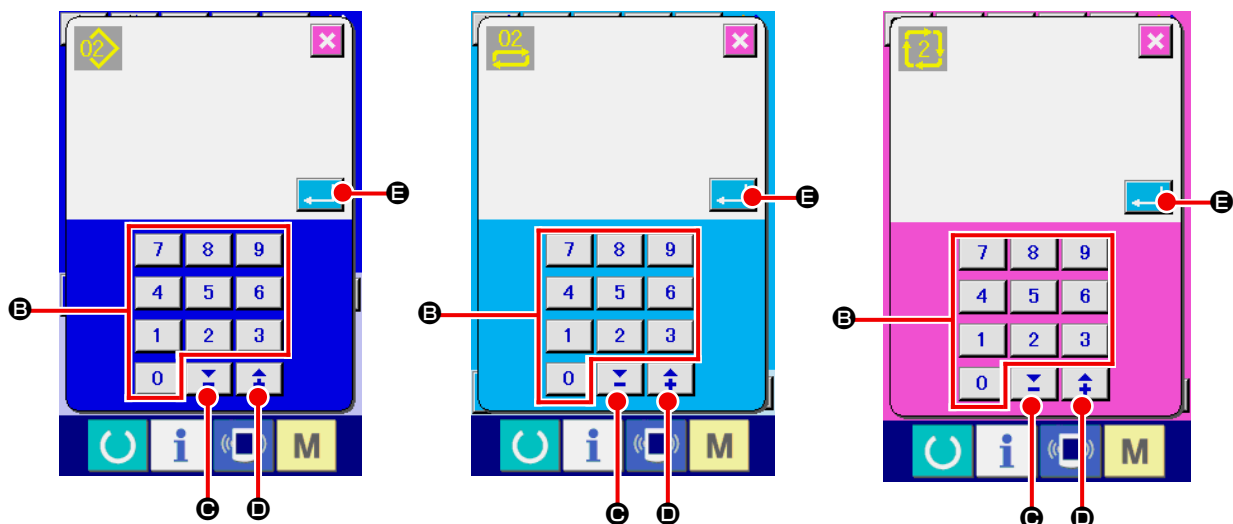 02 02 2
E E E
7 8 9 7 8 9 7 8 9
4 5 6 4 5 6 4 5 6
B B B
1 2 3 1 2 3 1 2 3
0 − + 0 − + 0 − +
i M i M i M
C D C D C D